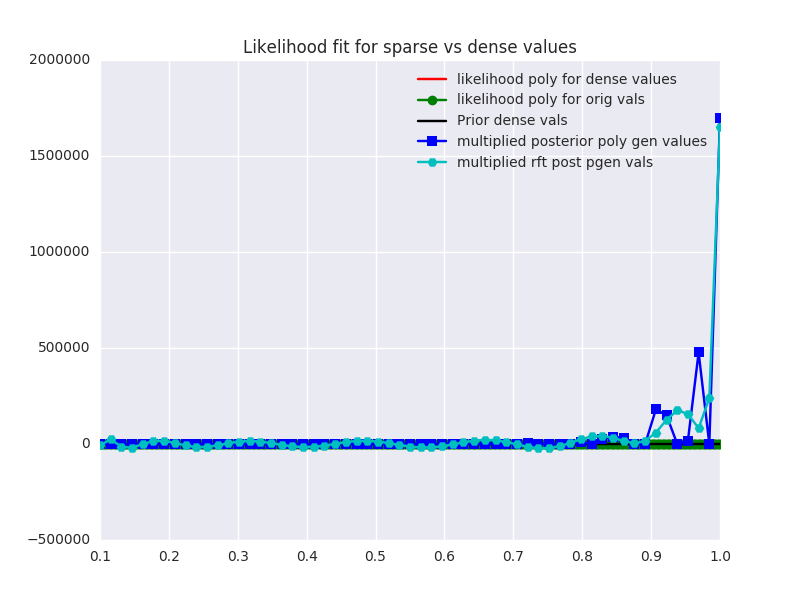 Likelihood fit for sparse vs dense values
2000000
1500000
1000000
500000
0
−500000
likelihood poly for dense values
likelihood poly for orig vals
Prior dense vals
multiplied posterior poly gen values
multiplied rft post pgen vals
0.1 0.2 0.3 0.4 0.5 0.6 0.7 0.8 0.9 1.0